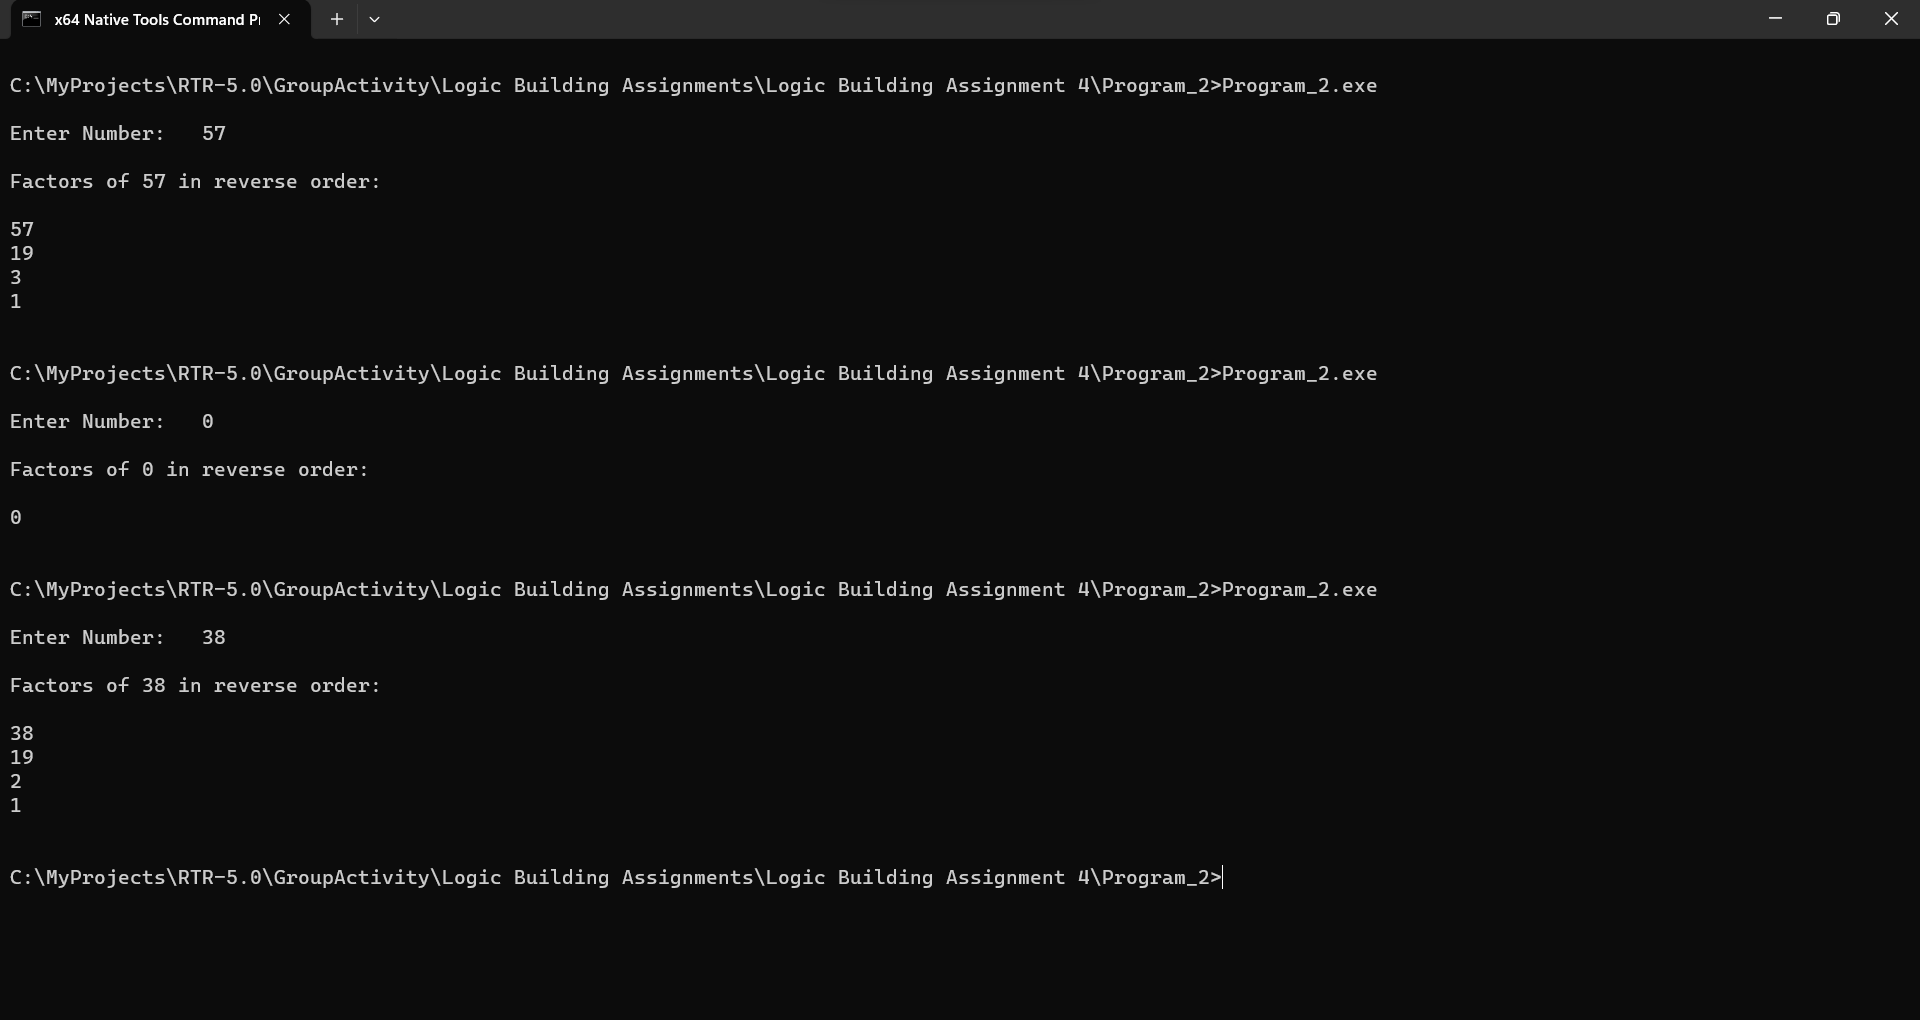 x64 Native Tools Command P
C:\MyProjects\RTR-5.0\GroupActivity\Logic Building Assignments\Logic Building Assignment 4\Program_2>Program_2.exe
Enter Number:   57
Factors of 57 in reverse order:
57
19
3
1
C:\MyProjects\RTR-5.0\GroupActivity\Logic Building Assignments\Logic Building Assignment 4\Program_2>Program_2.exe
Enter Number:   0
Factors of 0 in reverse order:
0
C:\MyProjects\RTR-5.0\GroupActivity\Logic Building Assignments\Logic Building Assignment 4\Program_2>Program_2.exe
Enter Number:   38
Factors of 38 in reverse order:
38
19
2
1
C:\MyProjects\RTR-5.0\GroupActivity\Logic Building Assignments\Logic Building Assignment 4\Program_2>